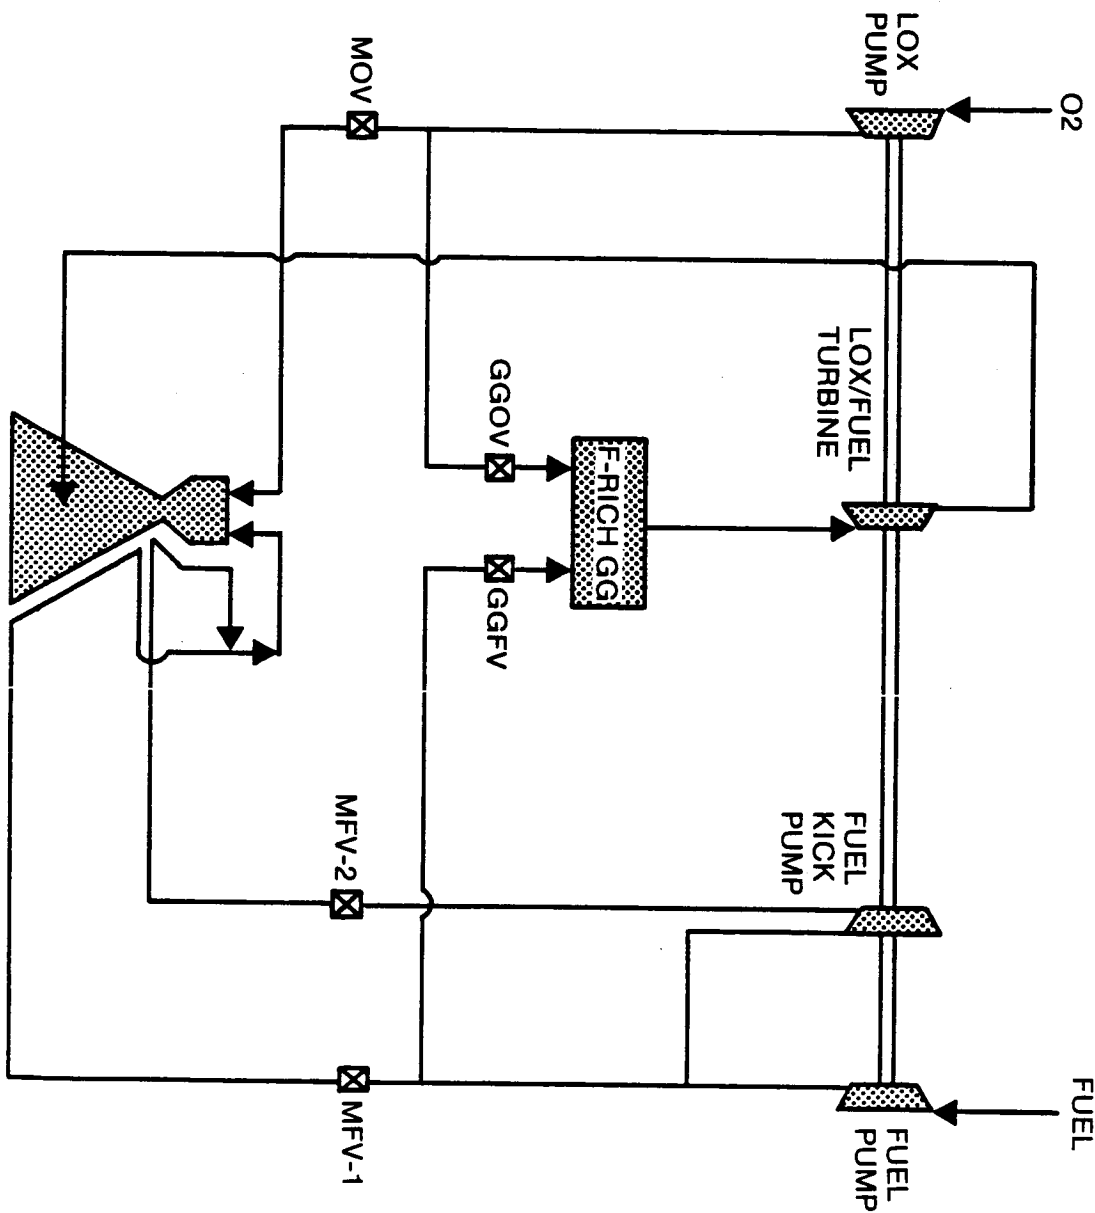 O2
FUEL
LOX
PUMP
LOX/FUEL
TURBINE
FUEL
KICK
PUMP
FUEL
PUMP
F-RICH GG
GGOV
GGFV
MOV
MFV-2
MFV-1